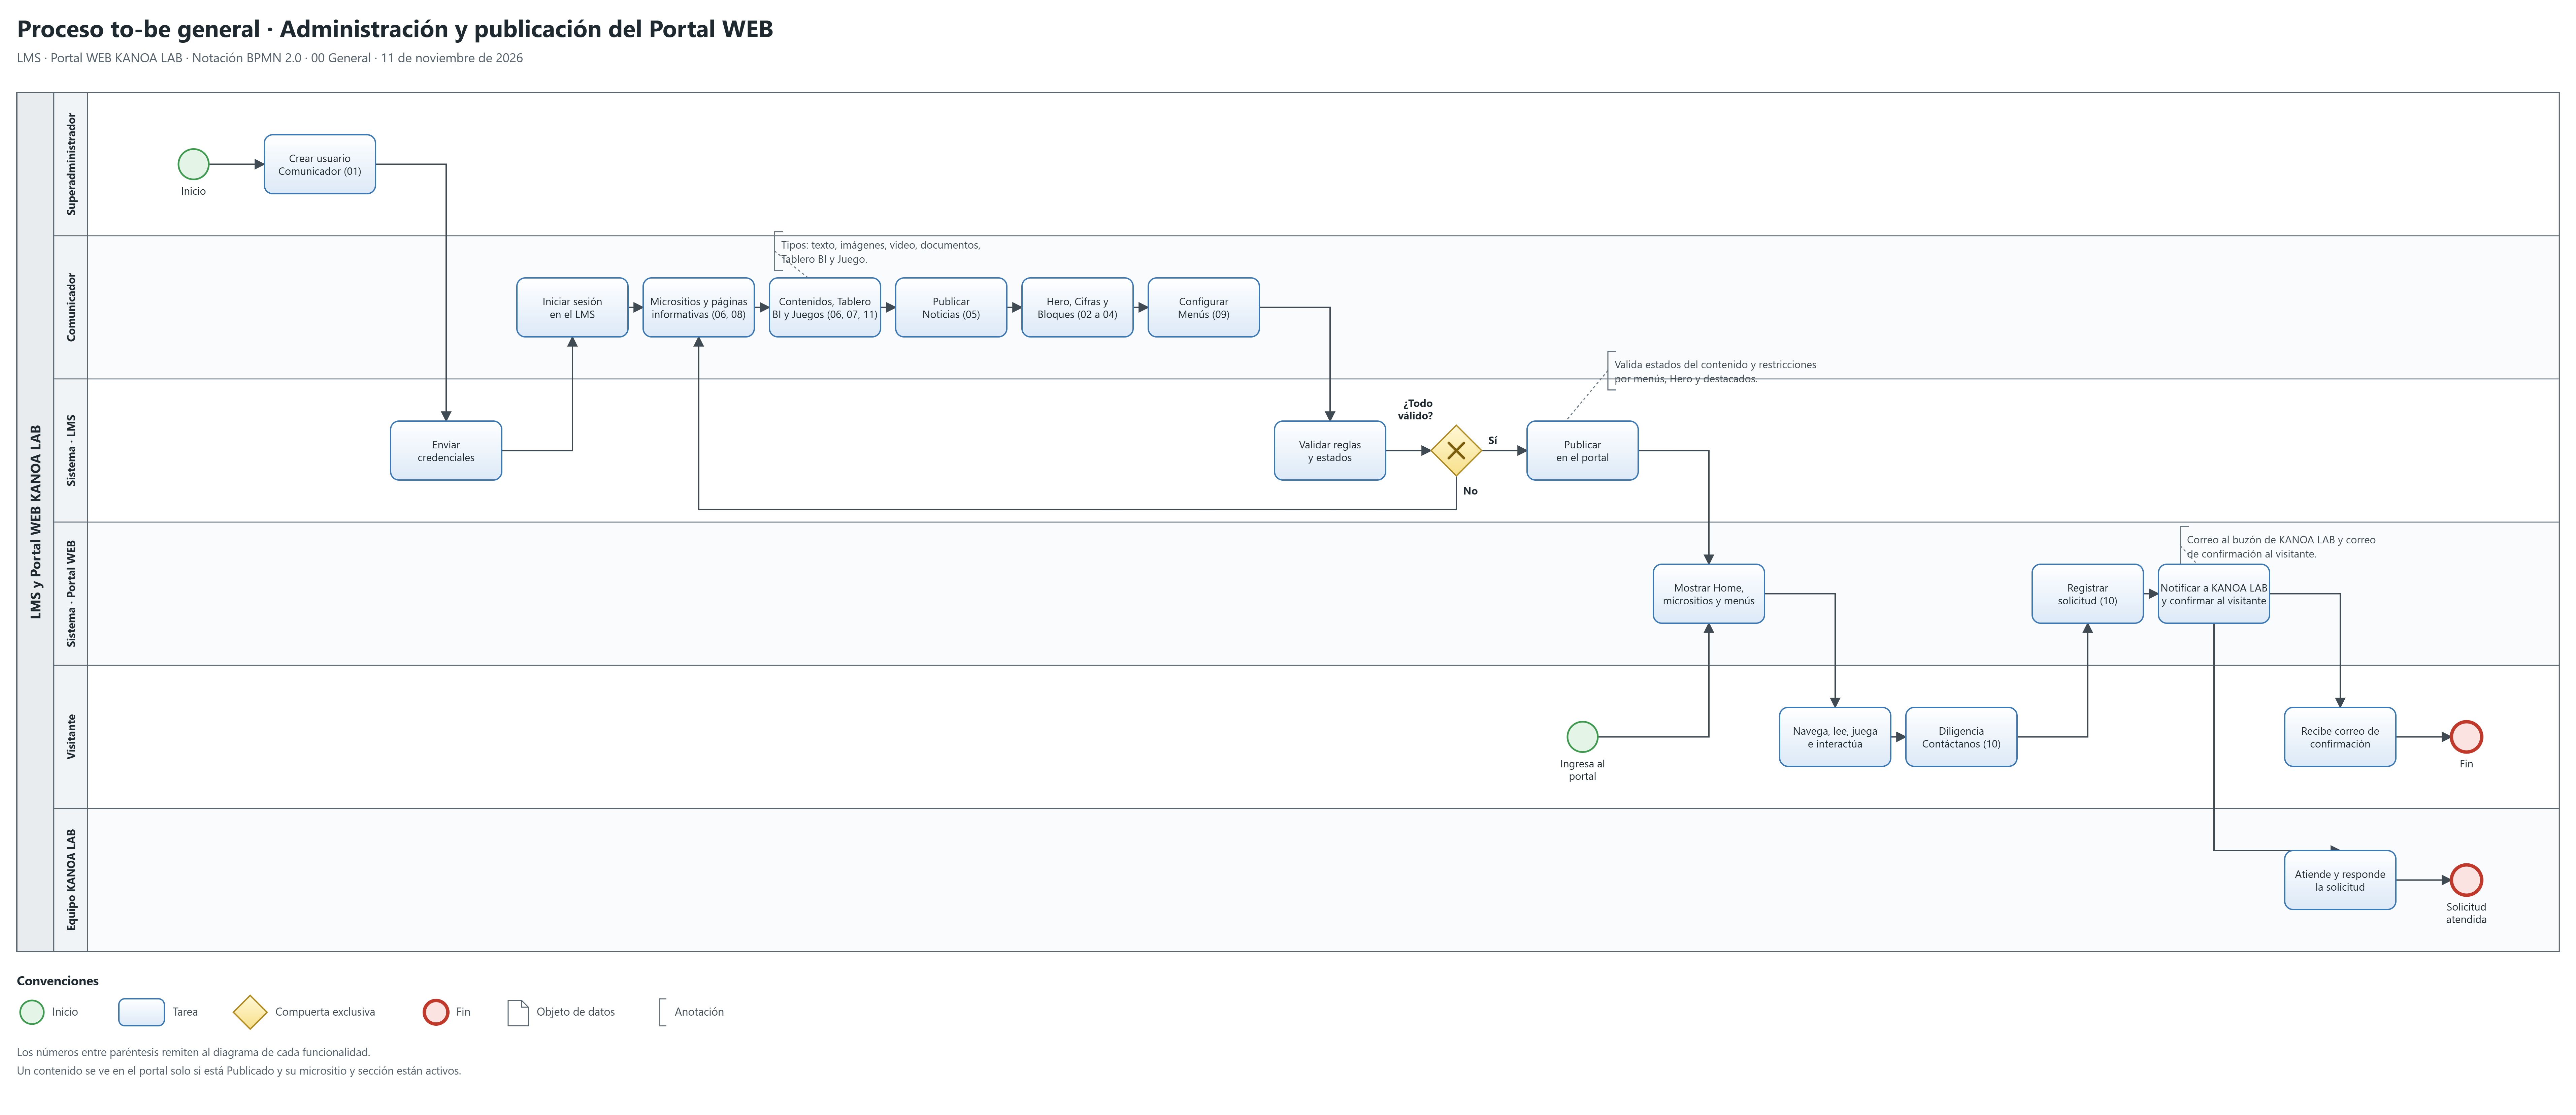 Proceso to-be general · Administración y publicación del Portal WEB
LMS · Portal WEB KANOA LAB · Notación BPMN 2.0 · 00 General · 11 de noviembre de 2026
LMS y Portal WEB KANOA LAB
Superadministrador
Inicio
Crear usuario
Comunicador (01)
Comunicador
Tipos: texto, imágenes, video, documentos,
Tablero BI y Juego.
Iniciar sesión
en el LMS
Micrositios y páginas
informativas (06, 08)
Contenidos, Tablero
BI y Juegos (06, 07, 11)
Publicar
Noticias (05)
Hero, Cifras y
Bloques (02 a 04)
Configurar
Menús (09)
Valida estados del contenido y restricciones
por menús, Hero y destacados.
Sistema · LMS
Enviar
credenciales
Validar reglas
y estados
¿Todo
válido?
Sí
No
Publicar
en el portal
Sistema · Portal WEB
Correo al buzón de KANOA LAB y correo
de confirmación al visitante.
Mostrar Home,
micrositios y menús
Registrar
solicitud (10)
Notificar a KANOA LAB
y confirmar al visitante
Visitante
Ingresa al
portal
Navega, lee, juega
e interactúa
Diligencia
Contáctanos (10)
Recibe correo de
confirmación
Fin
Equipo KANOA LAB
Atiende y responde
la solicitud
Solicitud
atendida
Convenciones
Inicio
Tarea
Compuerta exclusiva
Fin
Objeto de datos
Anotación
Los números entre paréntesis remiten al diagrama de cada funcionalidad.
Un contenido se ve en el portal solo si está Publicado y su micrositio y sección están activos.